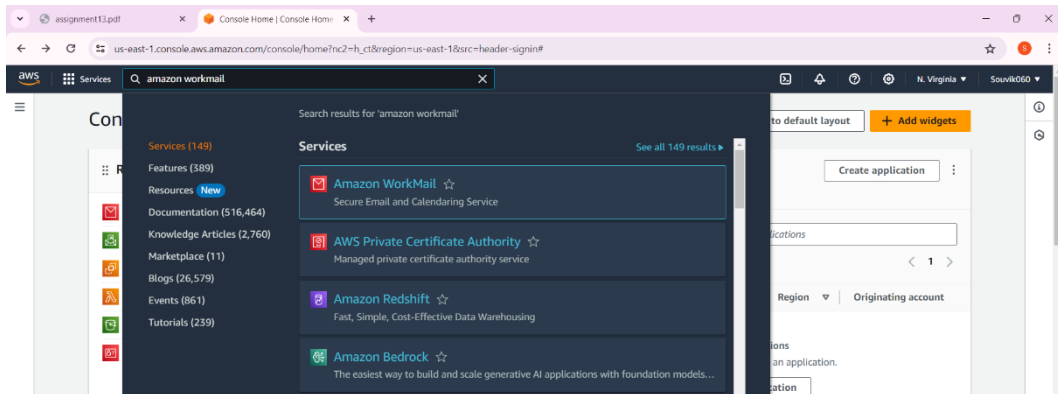 assignment13.pdf
Console Home | Console Home
us-east-1.console.aws.amazon.com/console/home?nc2=h_ct&region=us-east-1&src=header-signin#
S
aws
Services
amazon workmail
N. Virginia
Souvik060
Con
to default layout
+ Add widgets
Search results for 'amazon workmail'
Services (149)
Features (389)
Resources New
Documentation (516,464)
Knowledge Articles (2,760)
Marketplace (11)
Blogs (26,579)
Events (861)
Tutorials (239)
Services
See all 149 results
Amazon WorkMail
Secure Email and Calendaring Service
AWS Private Certificate Authority
Managed private certificate authority service
Amazon Redshift
Fast, Simple, Cost-Effective Data Warehousing
Amazon Bedrock
The easiest way to build and scale generative AI applications with foundation models...
R
Create application
lications
< 1 >
Region
Originating account
ions
an application.
cation